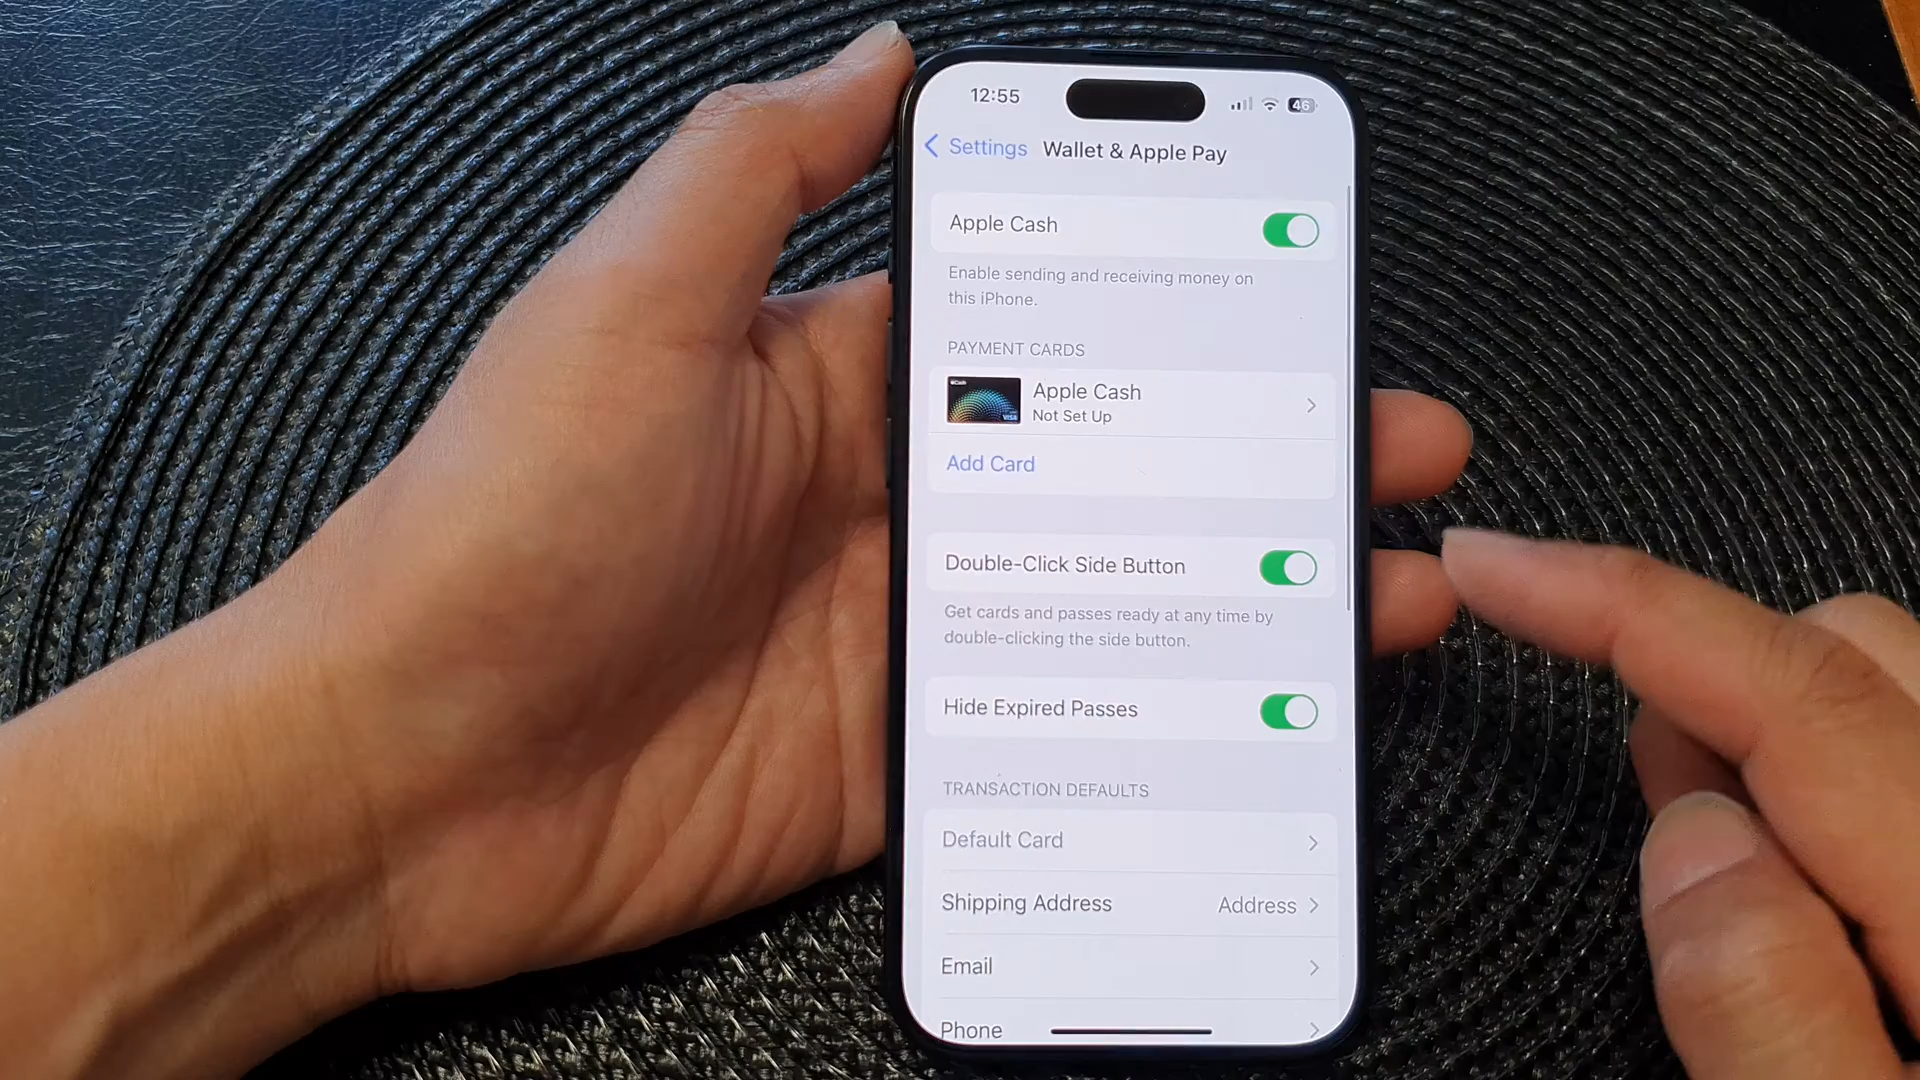 12:55
46
Settings Wallet & Apple Pay
Apple Cash
Enable sending and receiving money on
this iPhone.
PAYMENT CARDS
Apple Cash
Not Set Up
Add Card
Double-Click Side Button
Get cards and passes ready at any time by
double-clicking the side button.
Hide Expired Passes
TRANSACTION DEFAULTS
Default Card
Shipping Address Address
Email
Phone